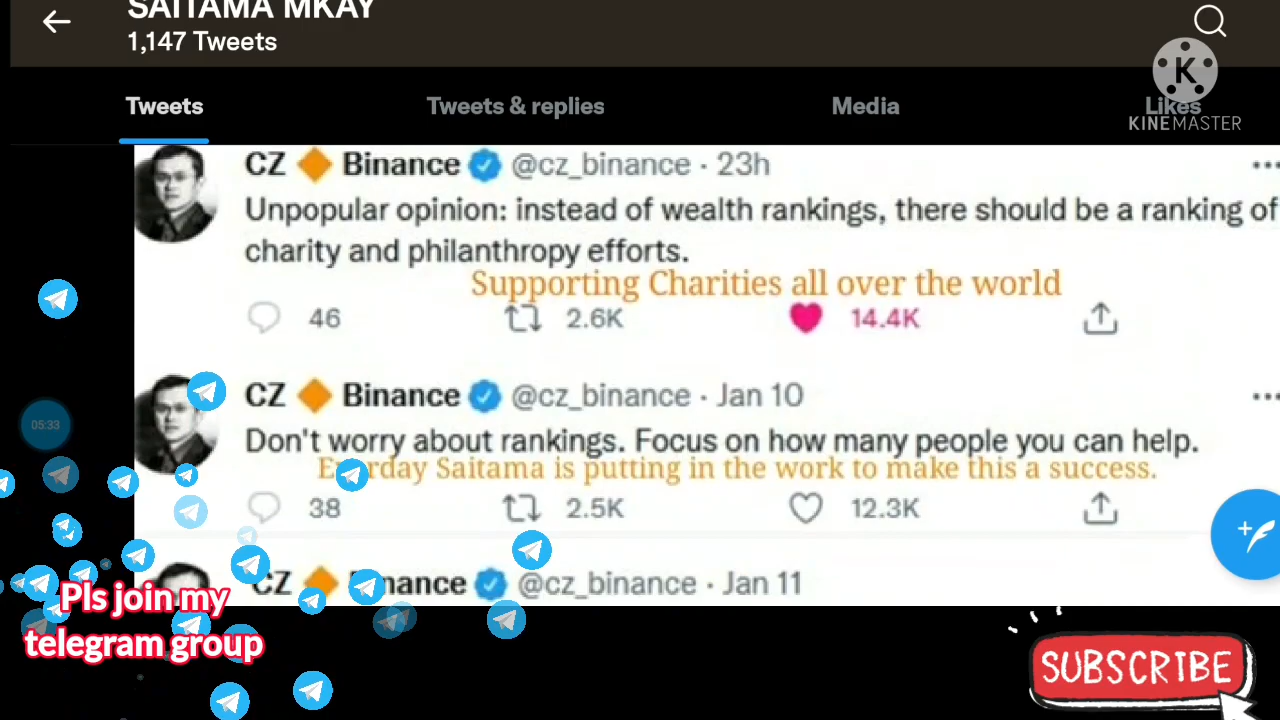 SAITAMA MKAY
1,147 Tweets
Tweets
Tweets & replies
Media
Likes
K
KINEMASTER
CZ Binance @cz_binance · 23h
Unpopular opinion: instead of wealth rankings, there should be a ranking of
charity and philanthropy efforts.
Supporting Charities all over the world
46 2.6K 14.4K
CZ Binance @cz_binance · Jan 10
Don't worry about rankings. Focus on how many people you can help.
Saitama is putting in the work to make this a success.
38 2.5K 12.3K
05:33
CZ Binance @cz_binance · Jan 11
Pls join my
telegram group
SUBSCRIBE